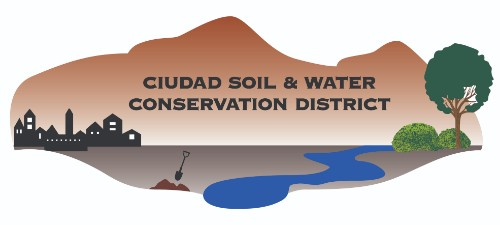 CIUDAD SOIL & WATER
CONSERVATION DISTRICT